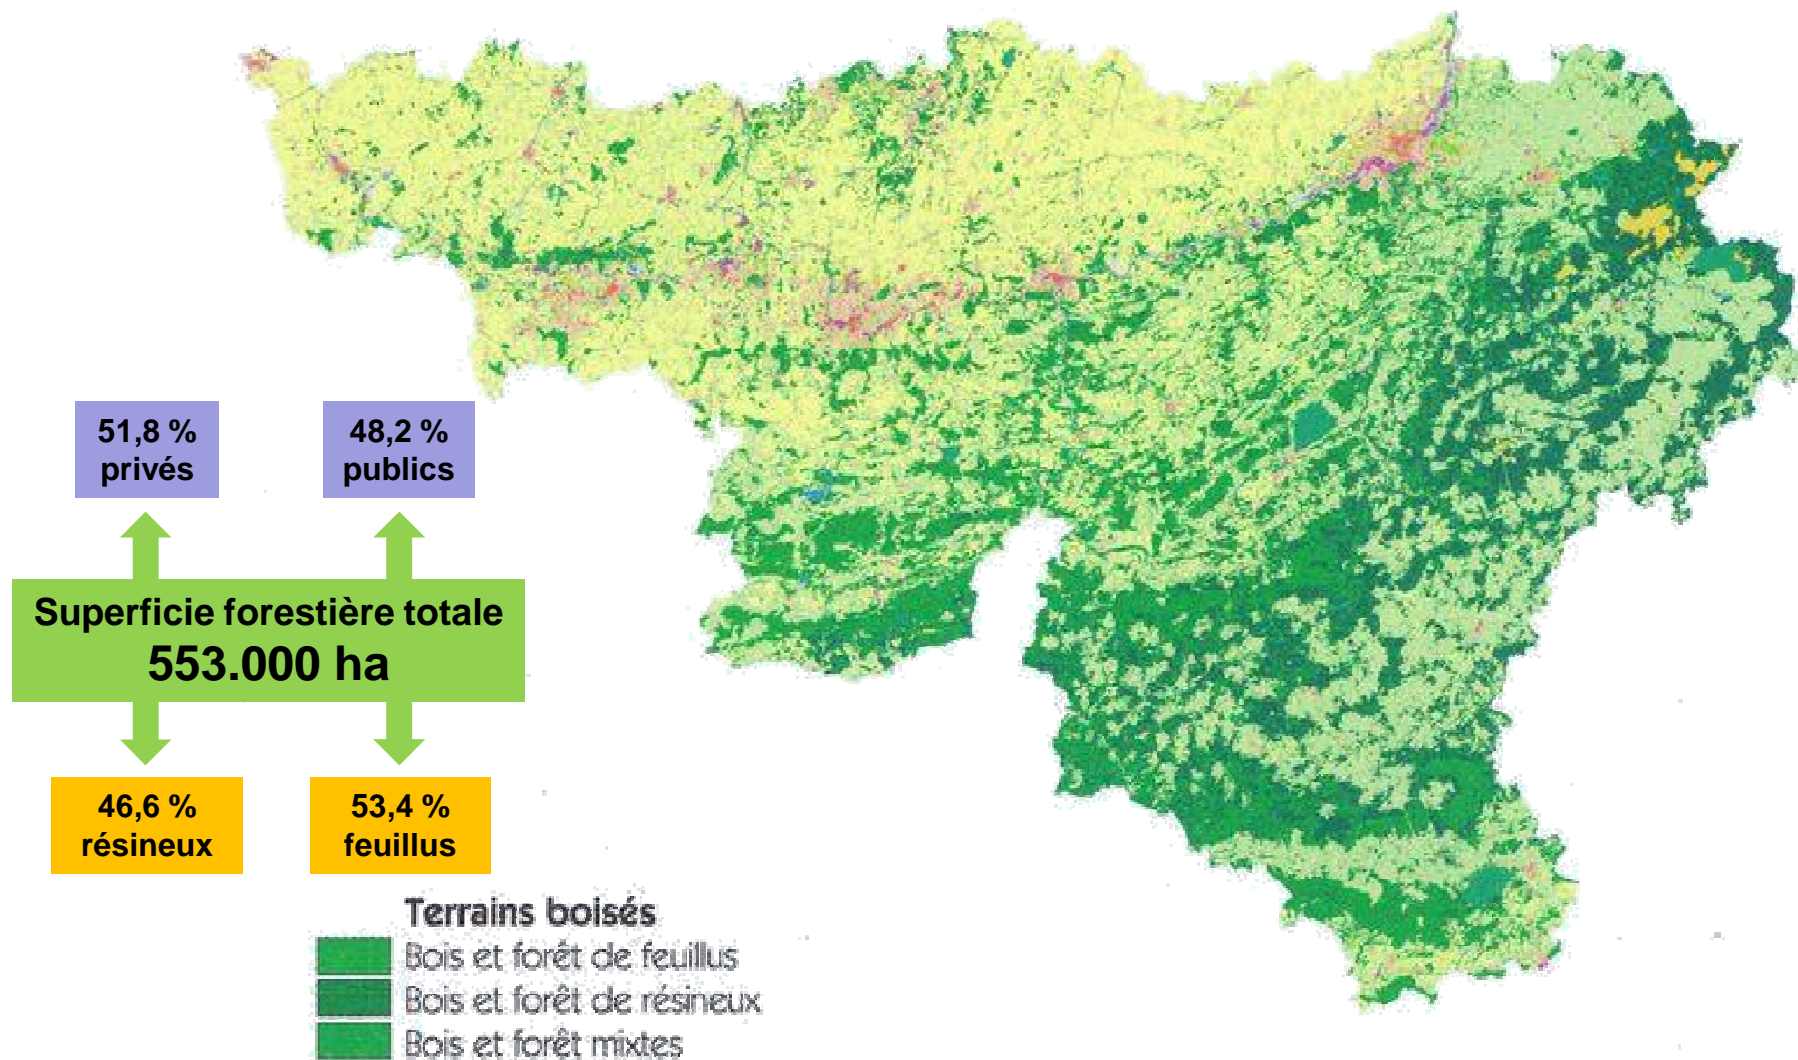 51,8 %
privés
48,2 %
publics
Superficie forestière totale
553.000 ha
46,6 %
résineux
53,4 %
feuillus
Terrains boisés
Bois et forêt de feuillus
Bois et forêt de résineux
Bois et forêt mixtes